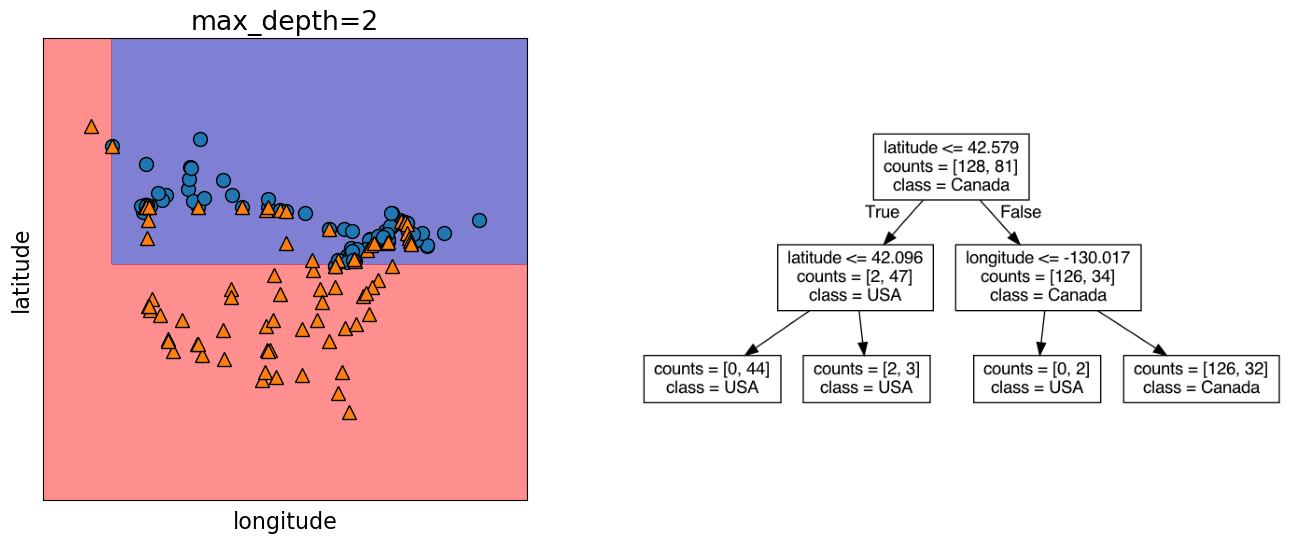 max_depth=2
latitude
longitude
latitude <= 42.579
counts = [128, 81]
class = Canada
True
False
latitude <= 42.096
counts = [2, 47]
class = USA
longitude <= -130.017
counts = [126, 34]
class = Canada
counts = [0, 44]
class = USA
counts = [2, 3]
class = USA
counts = [0, 2]
class = USA
counts = [126, 32]
class = Canada